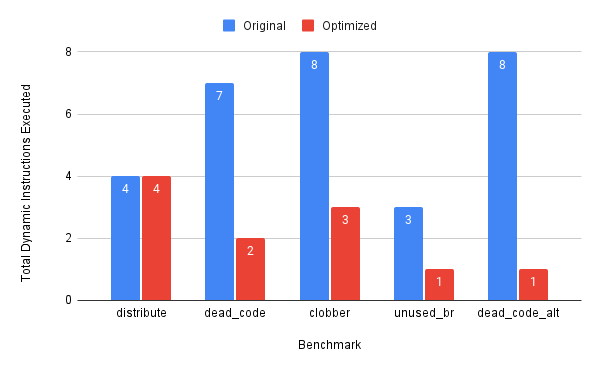 Original Optimized
Total Dynamic Instructions Executed
8
6
4
2
0
4 4 7 2 8 3 3 1 8 1
distribute dead_code clobber unused_br dead_code_alt
Benchmark